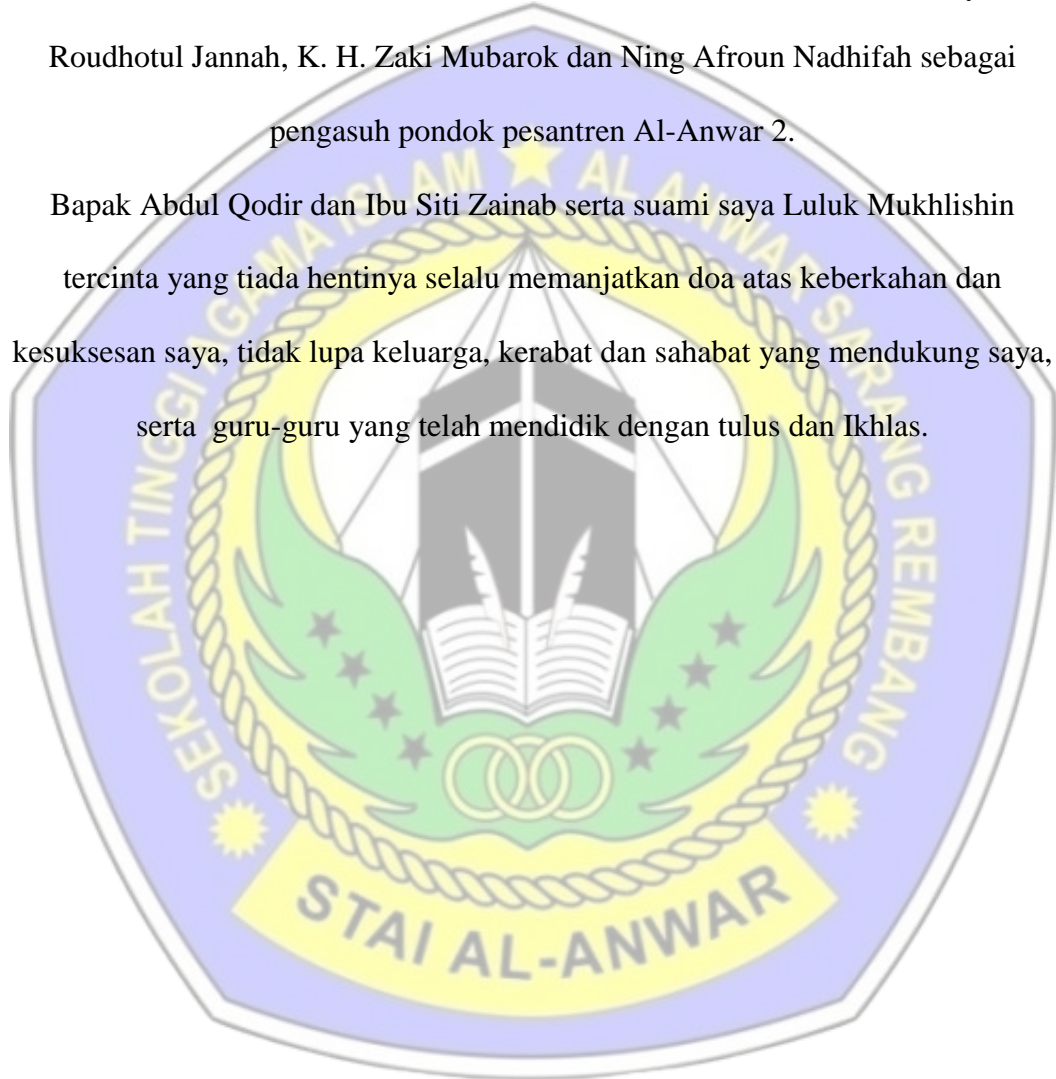 Roudhotul Jannah, K. H. Zaki Mubarok dan Ning Afroun Nadhifah sebagai
pengasuh pondok pesantren Al-Anwar 2.
Bapak Abdul Qodir dan Ibu Siti Zainab serta suami saya Luluk Mukhlishin
tercinta yang tiada hentinya selalu memanjatkan doa atas keberkahan dan
kesuksesan saya, tidak lupa keluarga, kerabat dan sahabat yang mendukung saya,
serta guru-guru yang telah mendidik dengan tulus dan Ikhlas.
SEKOLAH TINGGI AGAMA ISLAM ★ AL ANWAR SARANG REMBANG
STAI AL-ANWAR